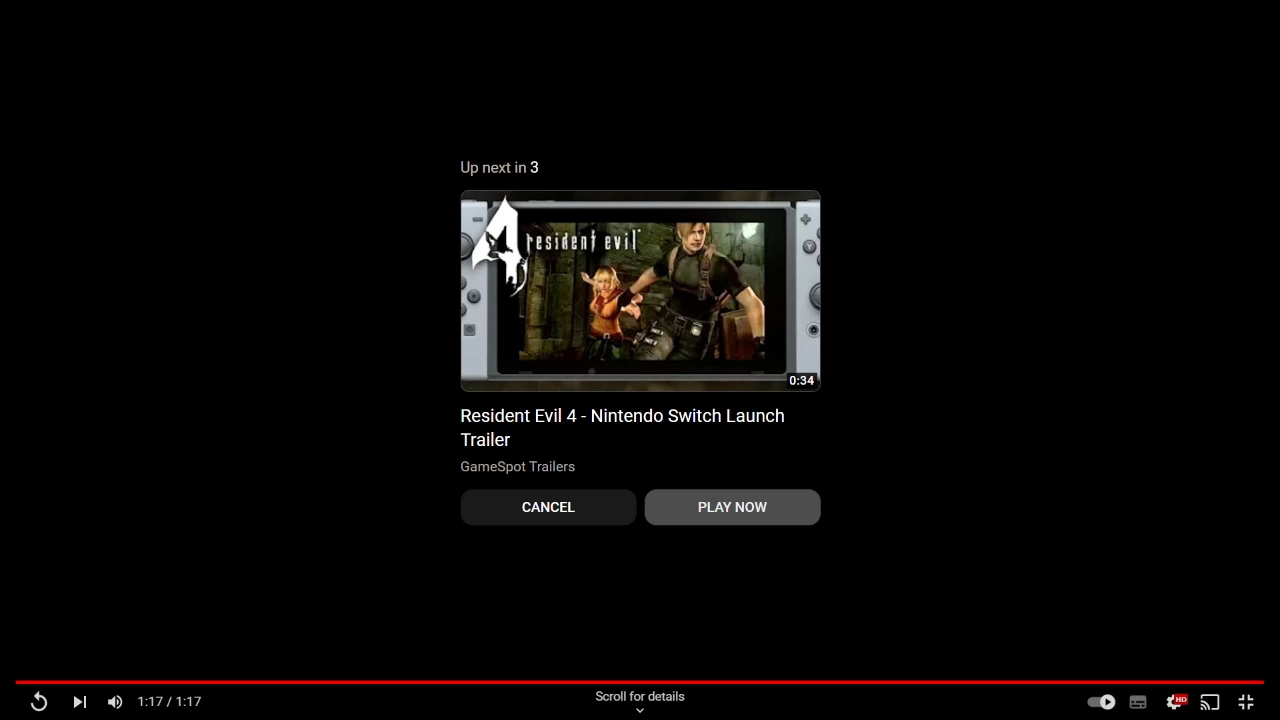 Up next in 3
4
resident evil
Y
0:34
Resident Evil 4 - Nintendo Switch Launch
Trailer
GameSpot Trailers
CANCEL
PLAY NOW
1:17 / 1:17
Scroll for details
HD